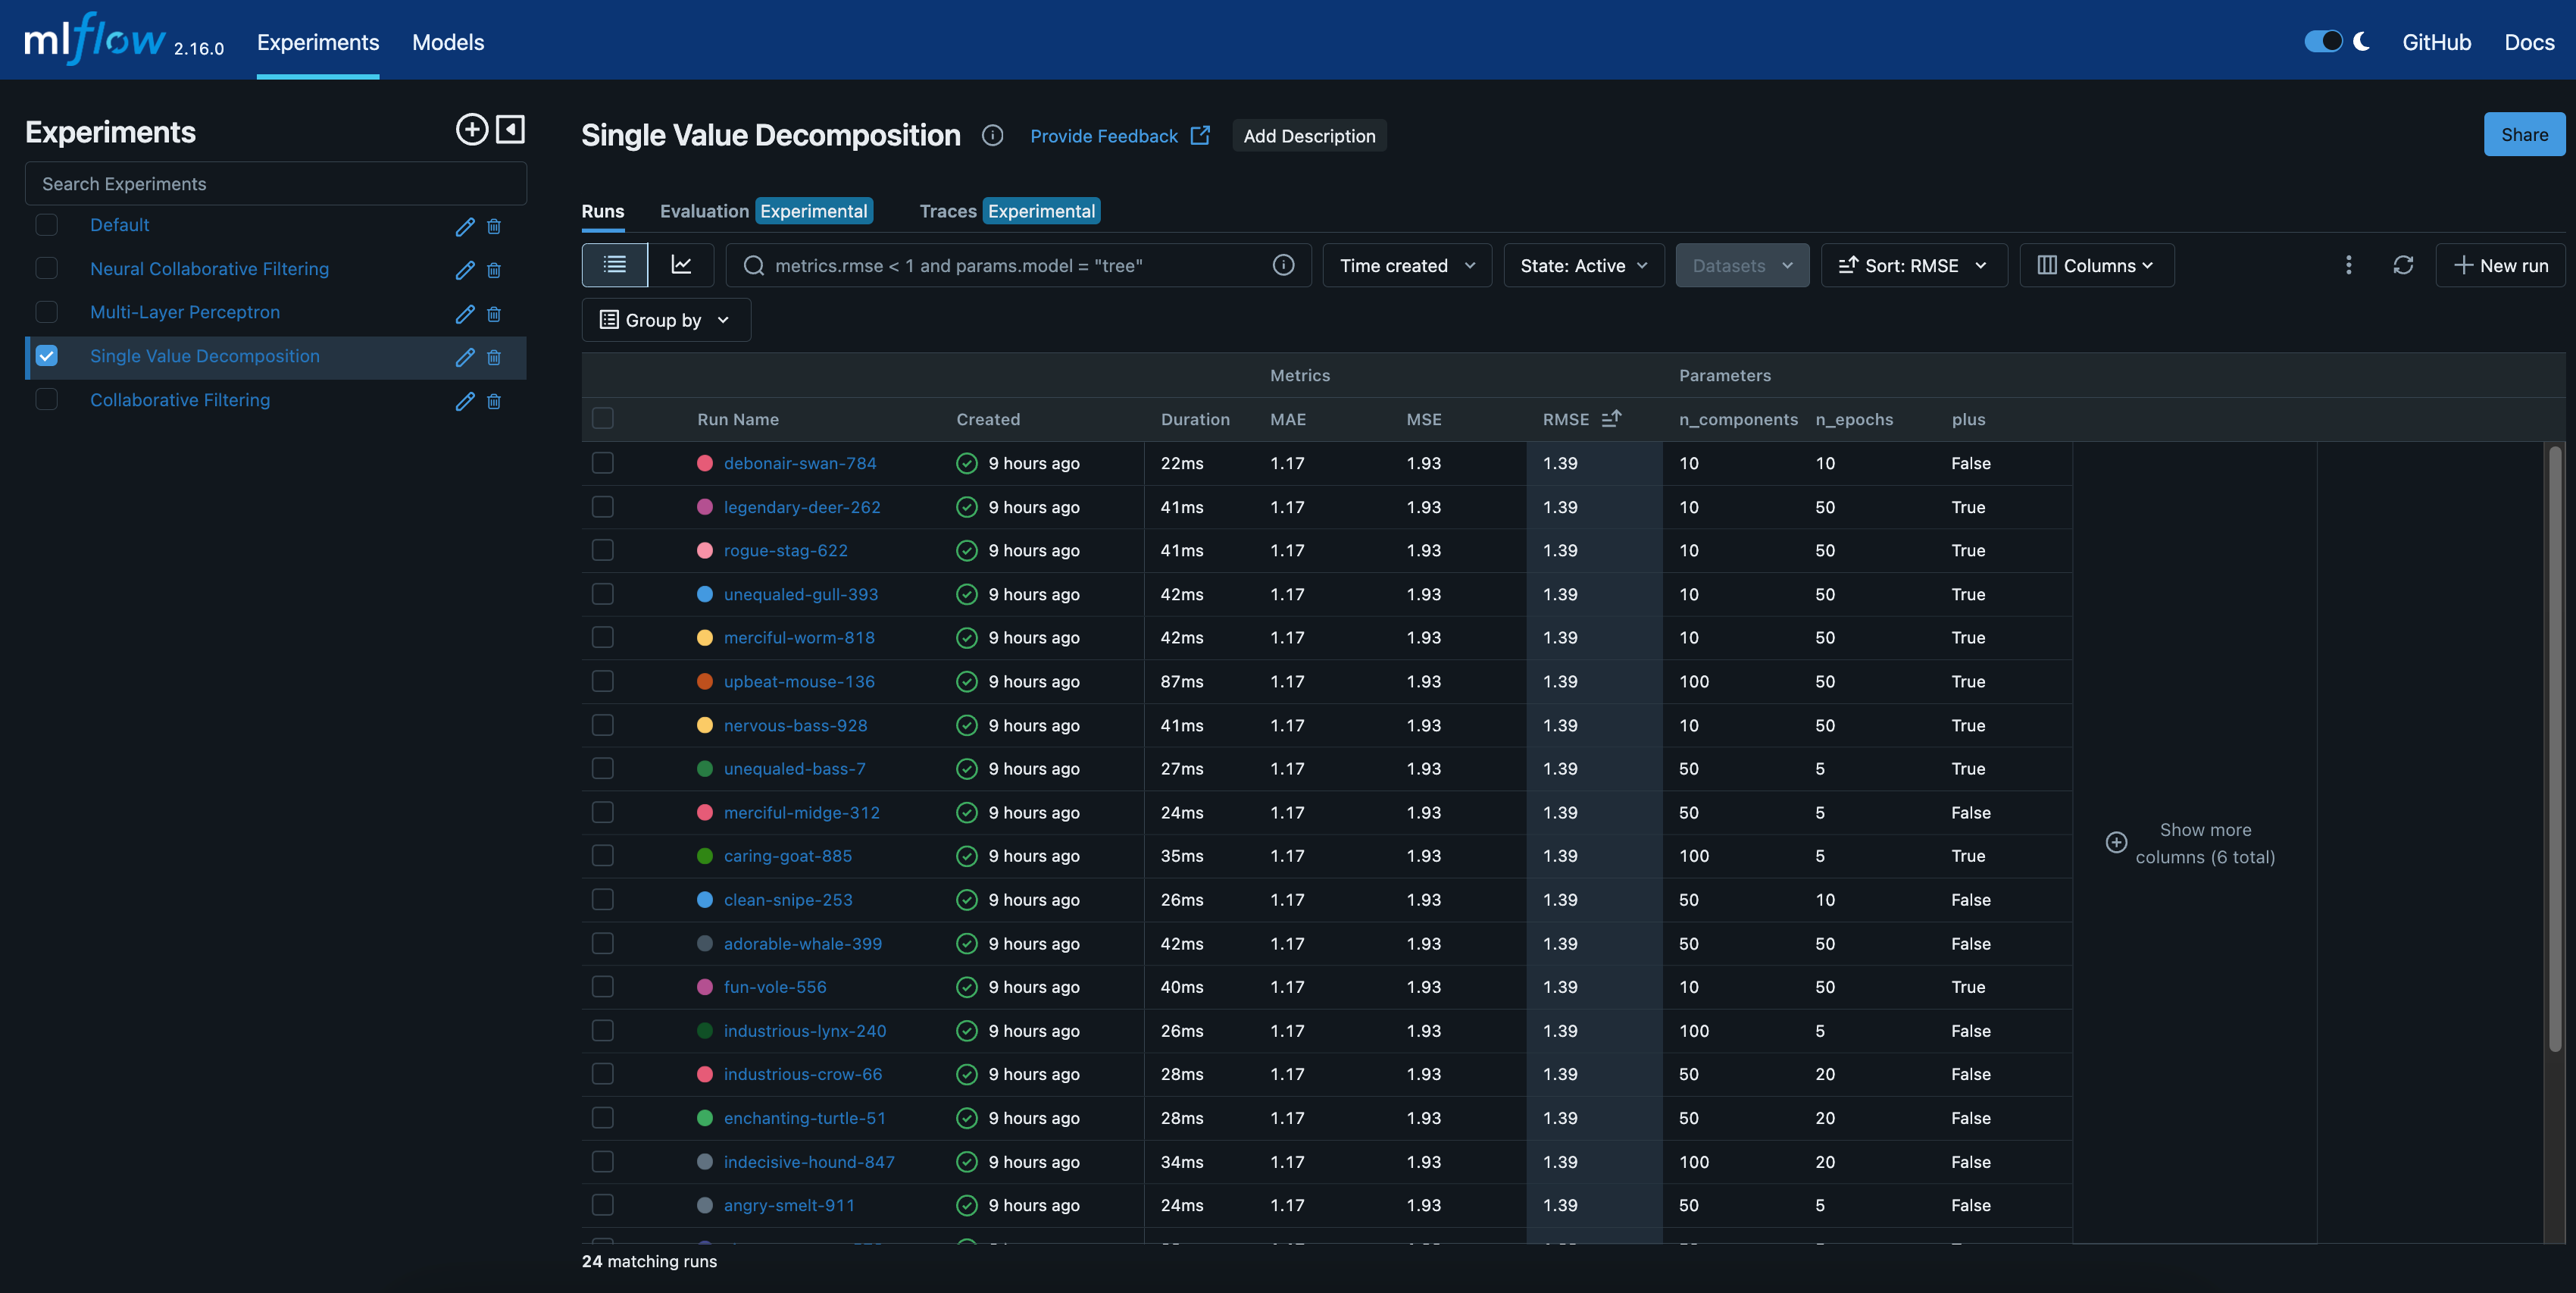 mlflow 2.16.0 Experiments Models GitHub Docs
Experiments
Search Experiments
Default
Neural Collaborative Filtering
Multi-Layer Perceptron
Single Value Decomposition
Collaborative Filtering
Single Value Decomposition Provide Feedback Add Description Share
Runs Evaluation Experimental Traces Experimental
metrics.rmse < 1 and params.model = "tree" Time created State: Active Datasets Sort: RMSE Columns New run
Group by
Metrics Parameters
Run Name Created Duration MAE MSE RMSE n_components n_epochs plus
debonair-swan-784 9 hours ago 22ms 1.17 1.93 1.39 10 10 False
legendary-deer-262 9 hours ago 41ms 1.17 1.93 1.39 10 50 True
rogue-stag-622 9 hours ago 41ms 1.17 1.93 1.39 10 50 True
unequaled-gull-393 9 hours ago 42ms 1.17 1.93 1.39 10 50 True
merciful-worm-818 9 hours ago 42ms 1.17 1.93 1.39 10 50 True
upbeat-mouse-136 9 hours ago 87ms 1.17 1.93 1.39 100 50 True
nervous-bass-928 9 hours ago 41ms 1.17 1.93 1.39 10 50 True
unequaled-bass-7 9 hours ago 27ms 1.17 1.93 1.39 50 5 True
merciful-midge-312 9 hours ago 24ms 1.17 1.93 1.39 50 5 False
caring-goat-885 9 hours ago 35ms 1.17 1.93 1.39 100 5 True
clean-snipe-253 9 hours ago 26ms 1.17 1.93 1.39 50 10 False
adorable-whale-399 9 hours ago 42ms 1.17 1.93 1.39 50 50 False
fun-vole-556 9 hours ago 40ms 1.17 1.93 1.39 10 50 True
industrious-lynx-240 9 hours ago 26ms 1.17 1.93 1.39 100 5 False
industrious-crow-66 9 hours ago 28ms 1.17 1.93 1.39 50 20 False
enchanting-turtle-51 9 hours ago 28ms 1.17 1.93 1.39 50 20 False
indecisive-hound-847 9 hours ago 34ms 1.17 1.93 1.39 100 20 False
angry-smelt-911 9 hours ago 24ms 1.17 1.93 1.39 50 5 False
Show more
columns (6 total)
24 matching runs